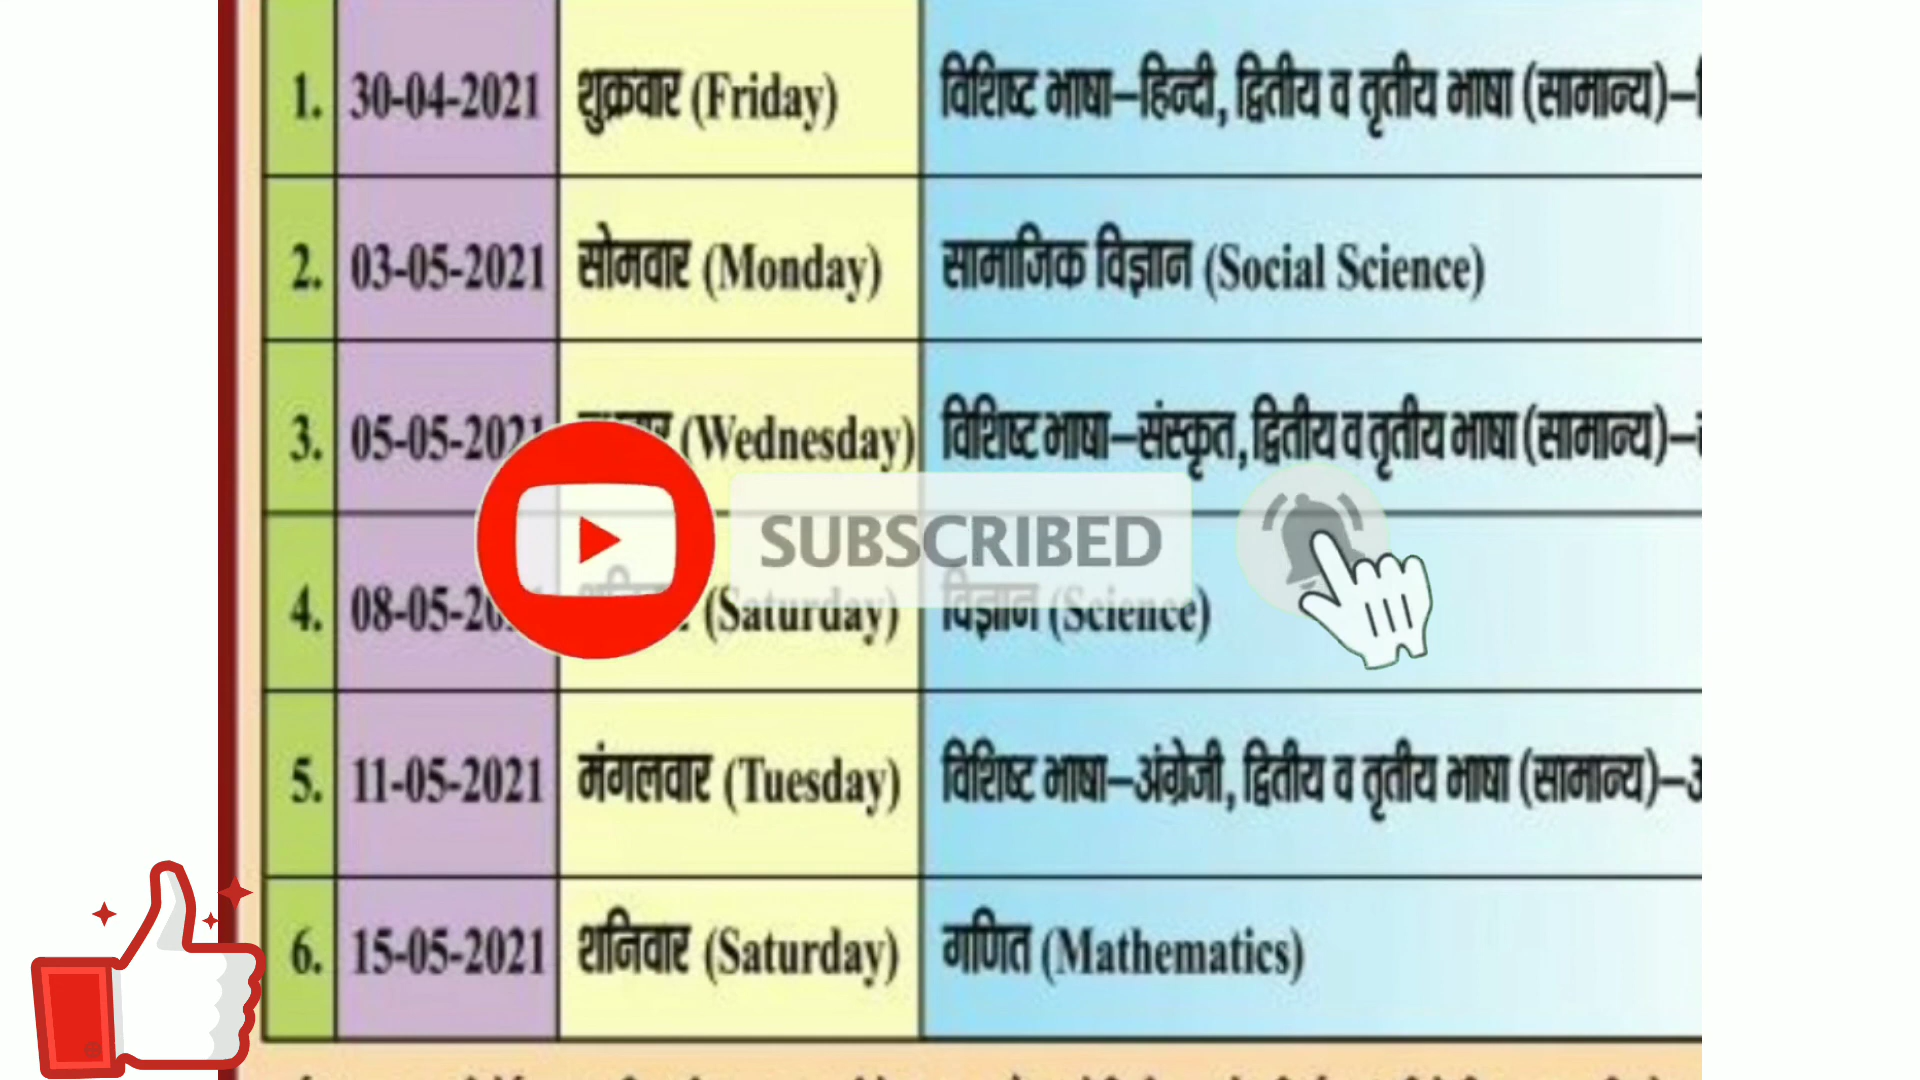 1. 30-04-2021 शुक्रवार (Friday) विशिष्ट भाषा–हिन्दी, द्वितीय व तृतीय भाषा (सामान्य)–
2. 03-05-2021 सोमवार (Monday) सामाजिक विज्ञान (Social Science)
3. 05-05-2021 (Wednesday) विशिष्ट भाषा–संस्कृत, द्वितीय व तृतीय भाषा (सामान्य)–
SUBSCRIBED
4. (Saturday) विज्ञान (Science)
5. 11-05-2021 मंगलवार (Tuesday) विशिष्ट भाषा–अंग्रेजी, द्वितीय व तृतीय भाषा (सामान्य)–
6. 15-05-2021 शनिवार (Saturday) गणित (Mathematics)